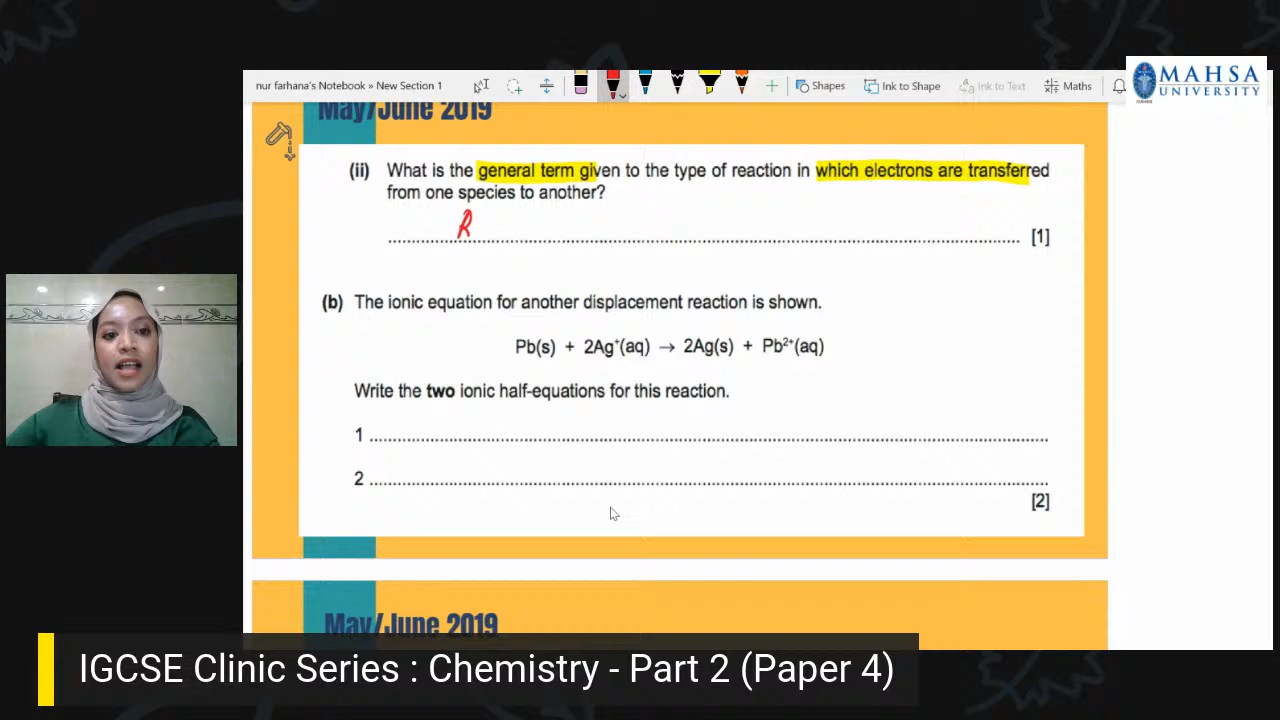 nur farhana's Notebook » New Section 1
Shapes
Ink to Shape
Ink to Text
Maths
MAHSA
UNIVERSITY
May/June 2019
(ii) What is the general term given to the type of reaction in which electrons are transferred
from one species to another?
R
[1]
(b) The ionic equation for another displacement reaction is shown.
Pb(s) + 2Ag⁺(aq) → 2Ag(s) + Pb²⁺(aq)
Write the two ionic half-equations for this reaction.
1
2
[2]
May/June 2019
IGCSE Clinic Series : Chemistry - Part 2 (Paper 4)